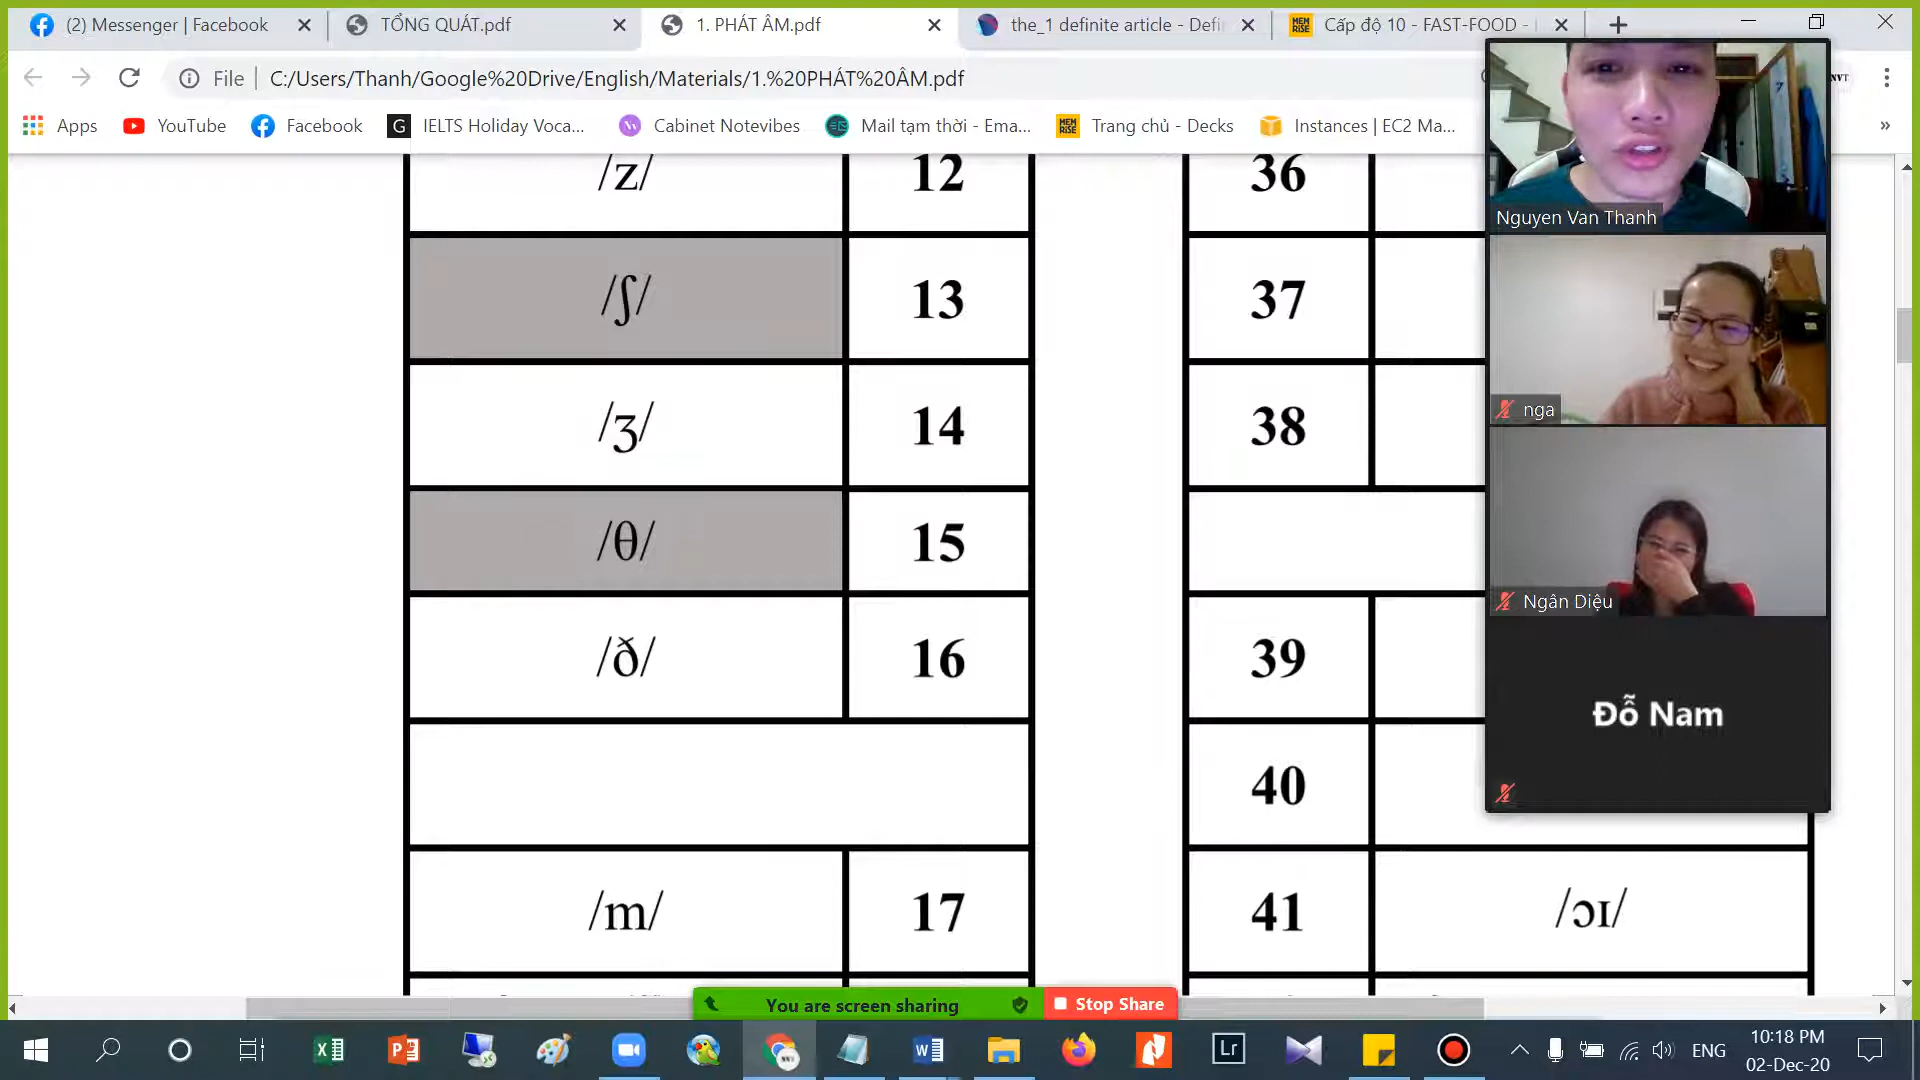 (2) Messenger | Facebook
TỔNG QUÁT.pdf
1. PHÁT ÂM.pdf
the_1 definite article - Defi
Cấp độ 10 - FAST-FOOD -
File
C:/Users/Thanh/Google%20Drive/English/Materials/1.%20PHÁT%20ÂM.pdf
NVT
Apps
YouTube
Facebook
G
IELTS Holiday Voca...
Cabinet Notevibes
Mail tạm thời - Ema...
MEM RISE
Trang chủ - Decks
Instances | EC2 Ma...
»
/z/ 12 36
/ʃ/ 13 37
/ʒ/ 14 38
/θ/ 15
/ð/ 16 39
40
/m/ 17 41 /ɔɪ/
Nguyen Van Thanh
nga
Ngân Diệu
Đỗ Nam
You are screen sharing
Stop Share
Lr
ENG
10:18 PM
02-Dec-20